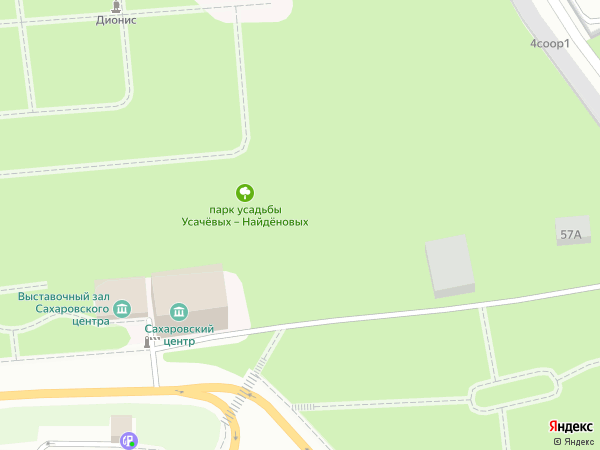 Дионис
4соор1
парк усадьбы
Усачёвых – Найдёновых
57А
Выставочный зал
Сахаровского
центра
Сахаровский
центр
Яндекс
© Яндекс